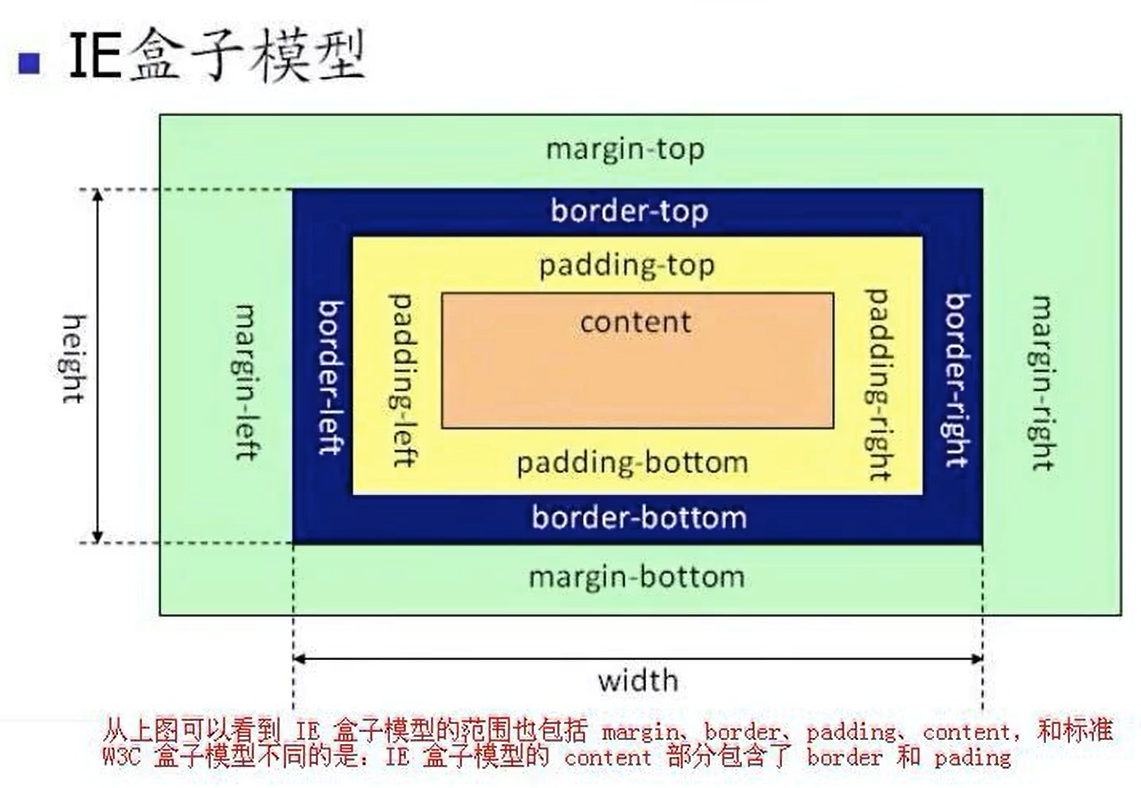 IE盒子模型
margin-top
border-top
padding-top
content
height
margin-left
border-left
padding-left
padding-right
border-right
margin-right
padding-bottom
border-bottom
margin-bottom
width
从上图可以看到 IE 盒子模型的范围也包括 margin、border、padding、content，和标准
W3C 盒子模型不同的是：IE 盒子模型的 content 部分包含了 border 和 pading